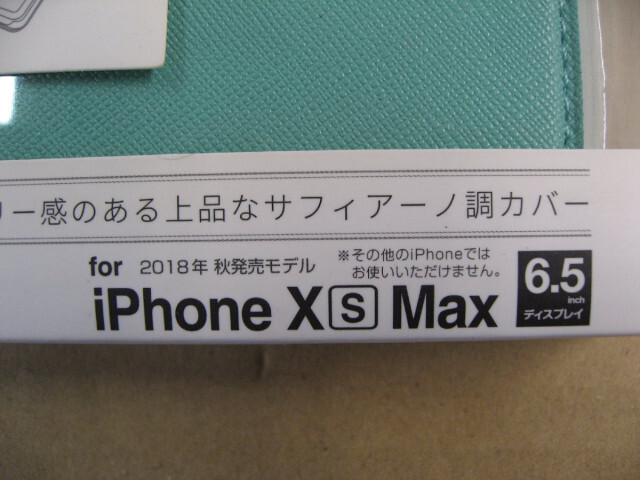 リー感のある上品なサフィアーノ調カバー
for 2018年 秋発売モデル
※その他のiPhoneでは
お使いいただけません。
iPhone XS Max
6.5
inch
ディスプレイ